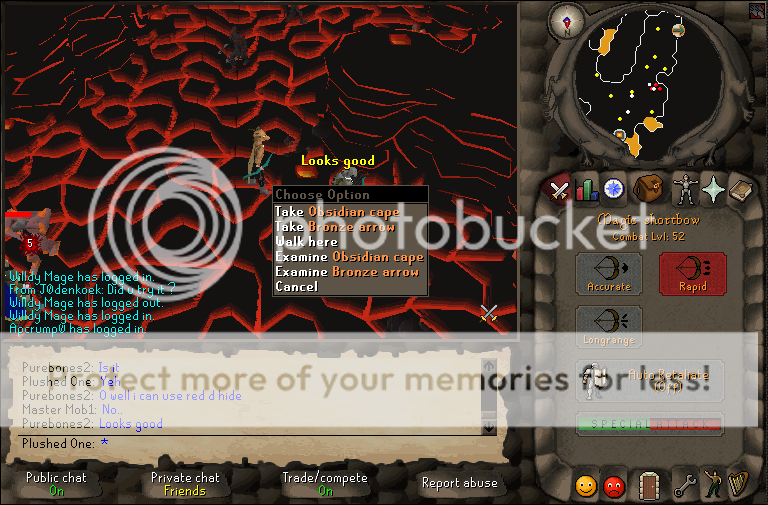 Looks good
Choose Option
Take Obsidian cape
Take Bronze arrow
Walk here
Examine Obsidian cape
Examine Bronze arrow
Cancel
5
Wildy Mage has logged in.
From J0denkoek: Did u try it ?
Wildy Mage has logged out.
Wildy Mage has logged in.
Apcrump0 has logged in.
Magic shortbow
Combat Lvl: 52
Accurate
Rapid
Longrange
Auto Retaliate
(Off)
SPECIAL ATTACK
photobucket
Protect more of your memories for less!
Purebones2: Is it
Plushed One: Yeh
Purebones2: O well i can use red d hide
Master Mob1: No..
Purebones2: Looks good
Plushed One: *
Public chat
On
Private chat
Friends
Trade/compete
On
Report abuse